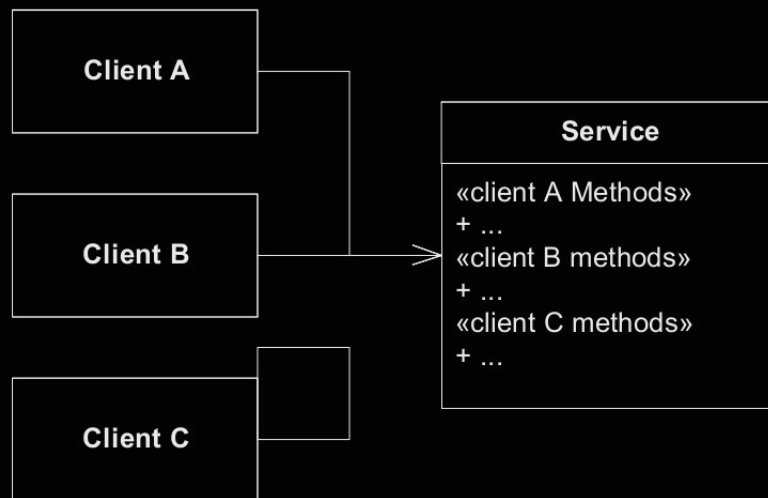 Client A
Service
«client A Methods»
+ ...
Client B
«client B methods»
+ ...
«client C methods»
+ ...
Client C